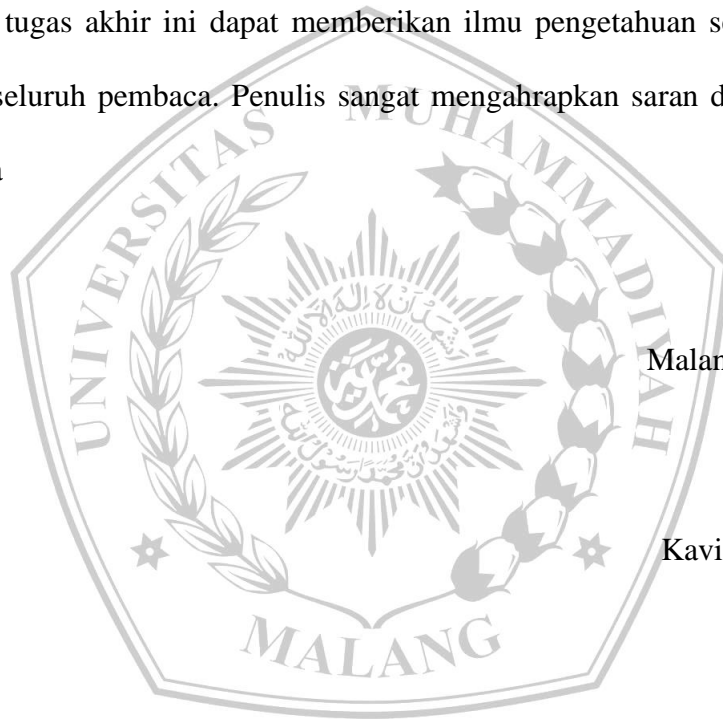 tugas akhir ini dapat memberikan ilmu pengetahuan se
seluruh pembaca. Penulis sangat mengahrapkan saran d
UNIVERSITAS MUHAMMADIYAH
Malan
Kavi
MALANG